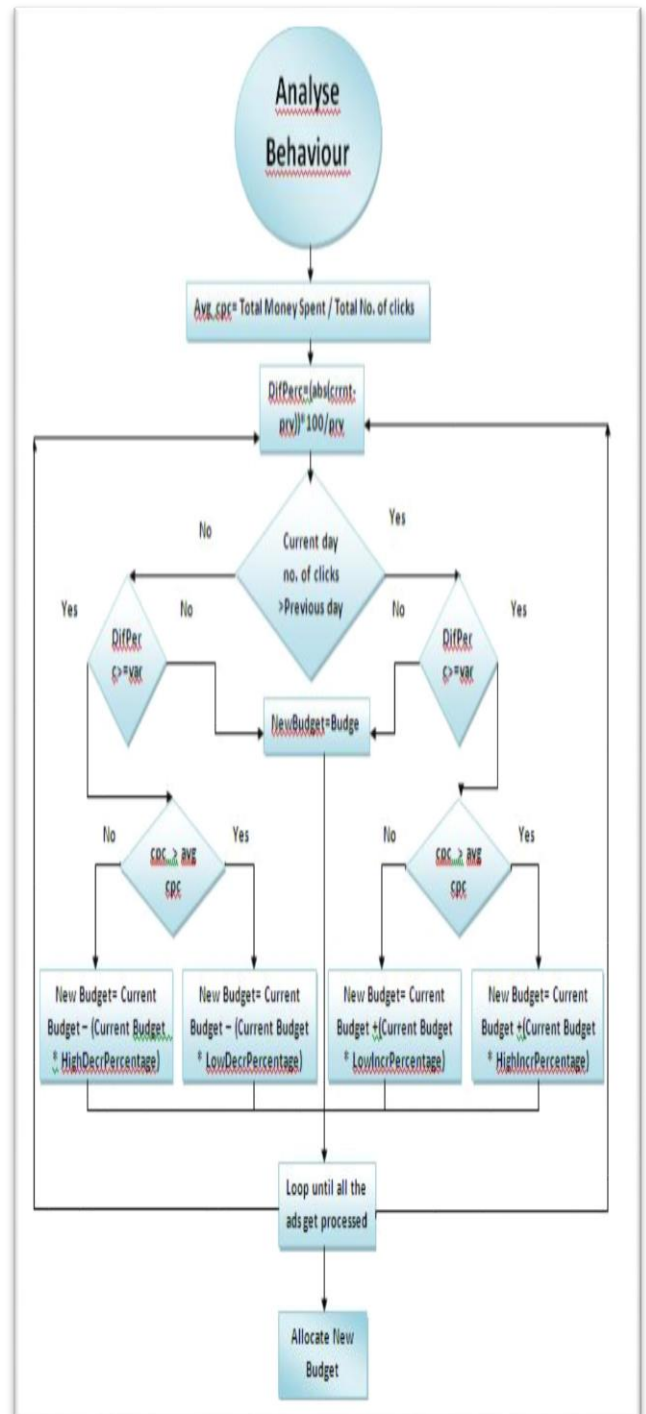 Analyse
Behaviour
Avg cpc= Total Money Spent / Total No. of clicks
DifPerc=(abs(crrnt-
prv))*100/prv
No
Yes
Current day
no. of clicks
>Previous day
Yes
No
No
Yes
DifPer
c>=var
DifPer
c>=var
NewBudget=Budge
No
Yes
No
Yes
cpc > avg
cpc
cpc > avg
cpc
New Budget= Current
Budget – (Current Budget
* HighDecrPercentage)
New Budget= Current
Budget – (Current Budget
* LowDecrPercentage)
New Budget= Current
Budget +(Current Budget
* LowIncrPercentage)
New Budget= Current
Budget +(Current Budget
* HighIncrPercentage)
Loop until all the
ads get processed
Allocate New
Budget